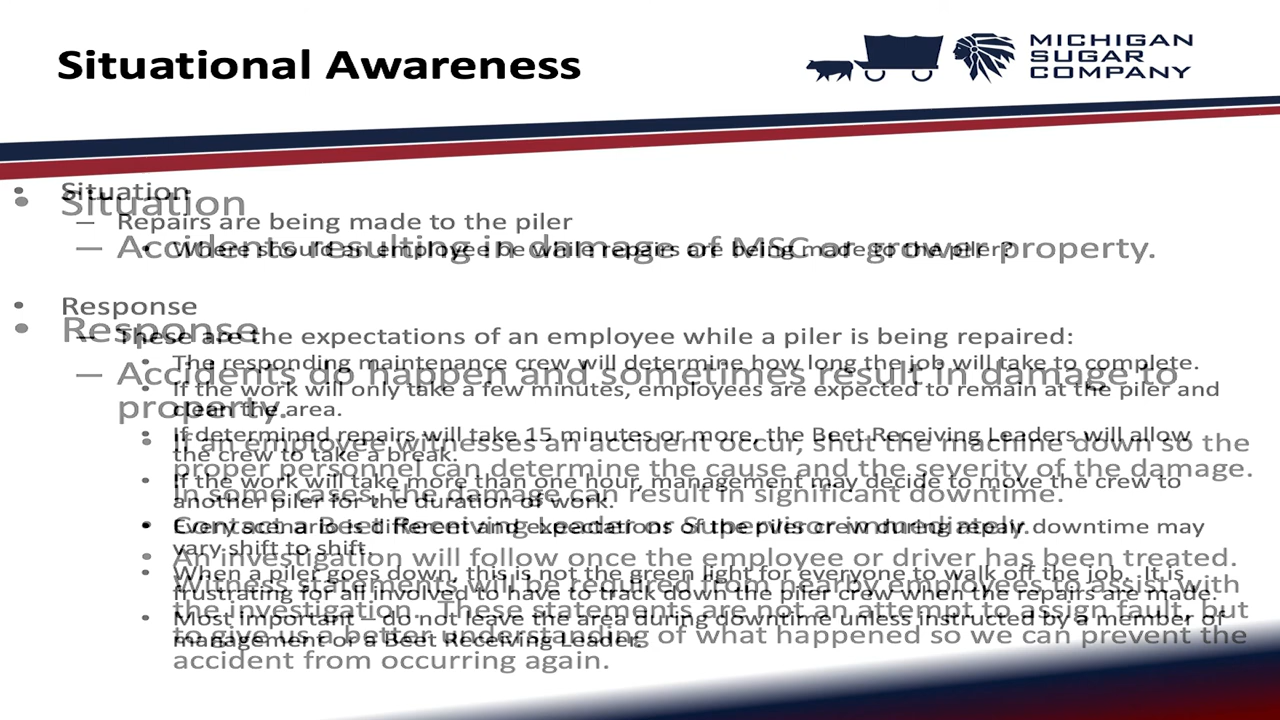 Situational Awareness
MICHIGAN
SUGAR
COMPANY
• Situation
– Repairs are being made to the piler
• Where should an employee be while repairs are being made to the piler?
• Response
– These are the expectations of an employee while a piler is being repaired:
• The responding maintenance crew will determine how long the job will take to complete.
• If the work will only take a few minutes, employees are expected to remain at the piler and
clean the area.
• If determined repairs will take 15 minutes or more, the Beet Receiving Leaders will allow
the crew to take a break.
• If the work will take more than one hour, management may decide to move the crew to
another piler for the duration of work.
• Every scenario is different and expectations of the piler crew during repair downtime may
vary shift to shift.
• When a piler goes down, this is not the green light for everyone to walk off the job. It is
frustrating for all involved to have to track down the piler crew when the repairs are made.
• Most important – do not leave the area during downtime unless instructed by a member of
management or a Beet Receiving Leader.
• Situation
– Accidents resulting in damage of MSC or grower property.
• Response
– Accidents do happen and sometimes result in damage to
property.
• If an employee witnesses an accident occur, shut the machine down so the
proper personnel can determine the cause and the severity of the damage.
In some cases, the damage can result in significant downtime.
• Contact a Beet Receiving Leader or Supervisor immediately.
• An investigation will follow once the employee or driver has been treated.
Witness statements will be required from nearby employees to assist with
the investigation. These statements are not an attempt to assign fault, but
to give us a better understanding of what happened so we can prevent the
accident from occurring again.